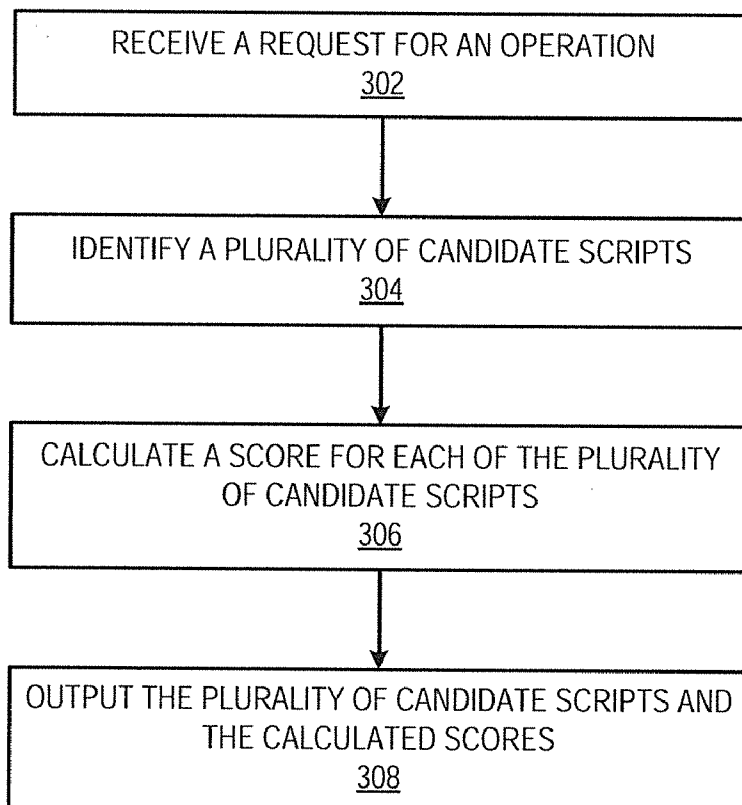 RECEIVE A REQUEST FOR AN OPERATION
302
IDENTIFY A PLURALITY OF CANDIDATE SCRIPTS
304
CALCULATE A SCORE FOR EACH OF THE PLURALITY
OF CANDIDATE SCRIPTS
306
OUTPUT THE PLURALITY OF CANDIDATE SCRIPTS AND
THE CALCULATED SCORES
308